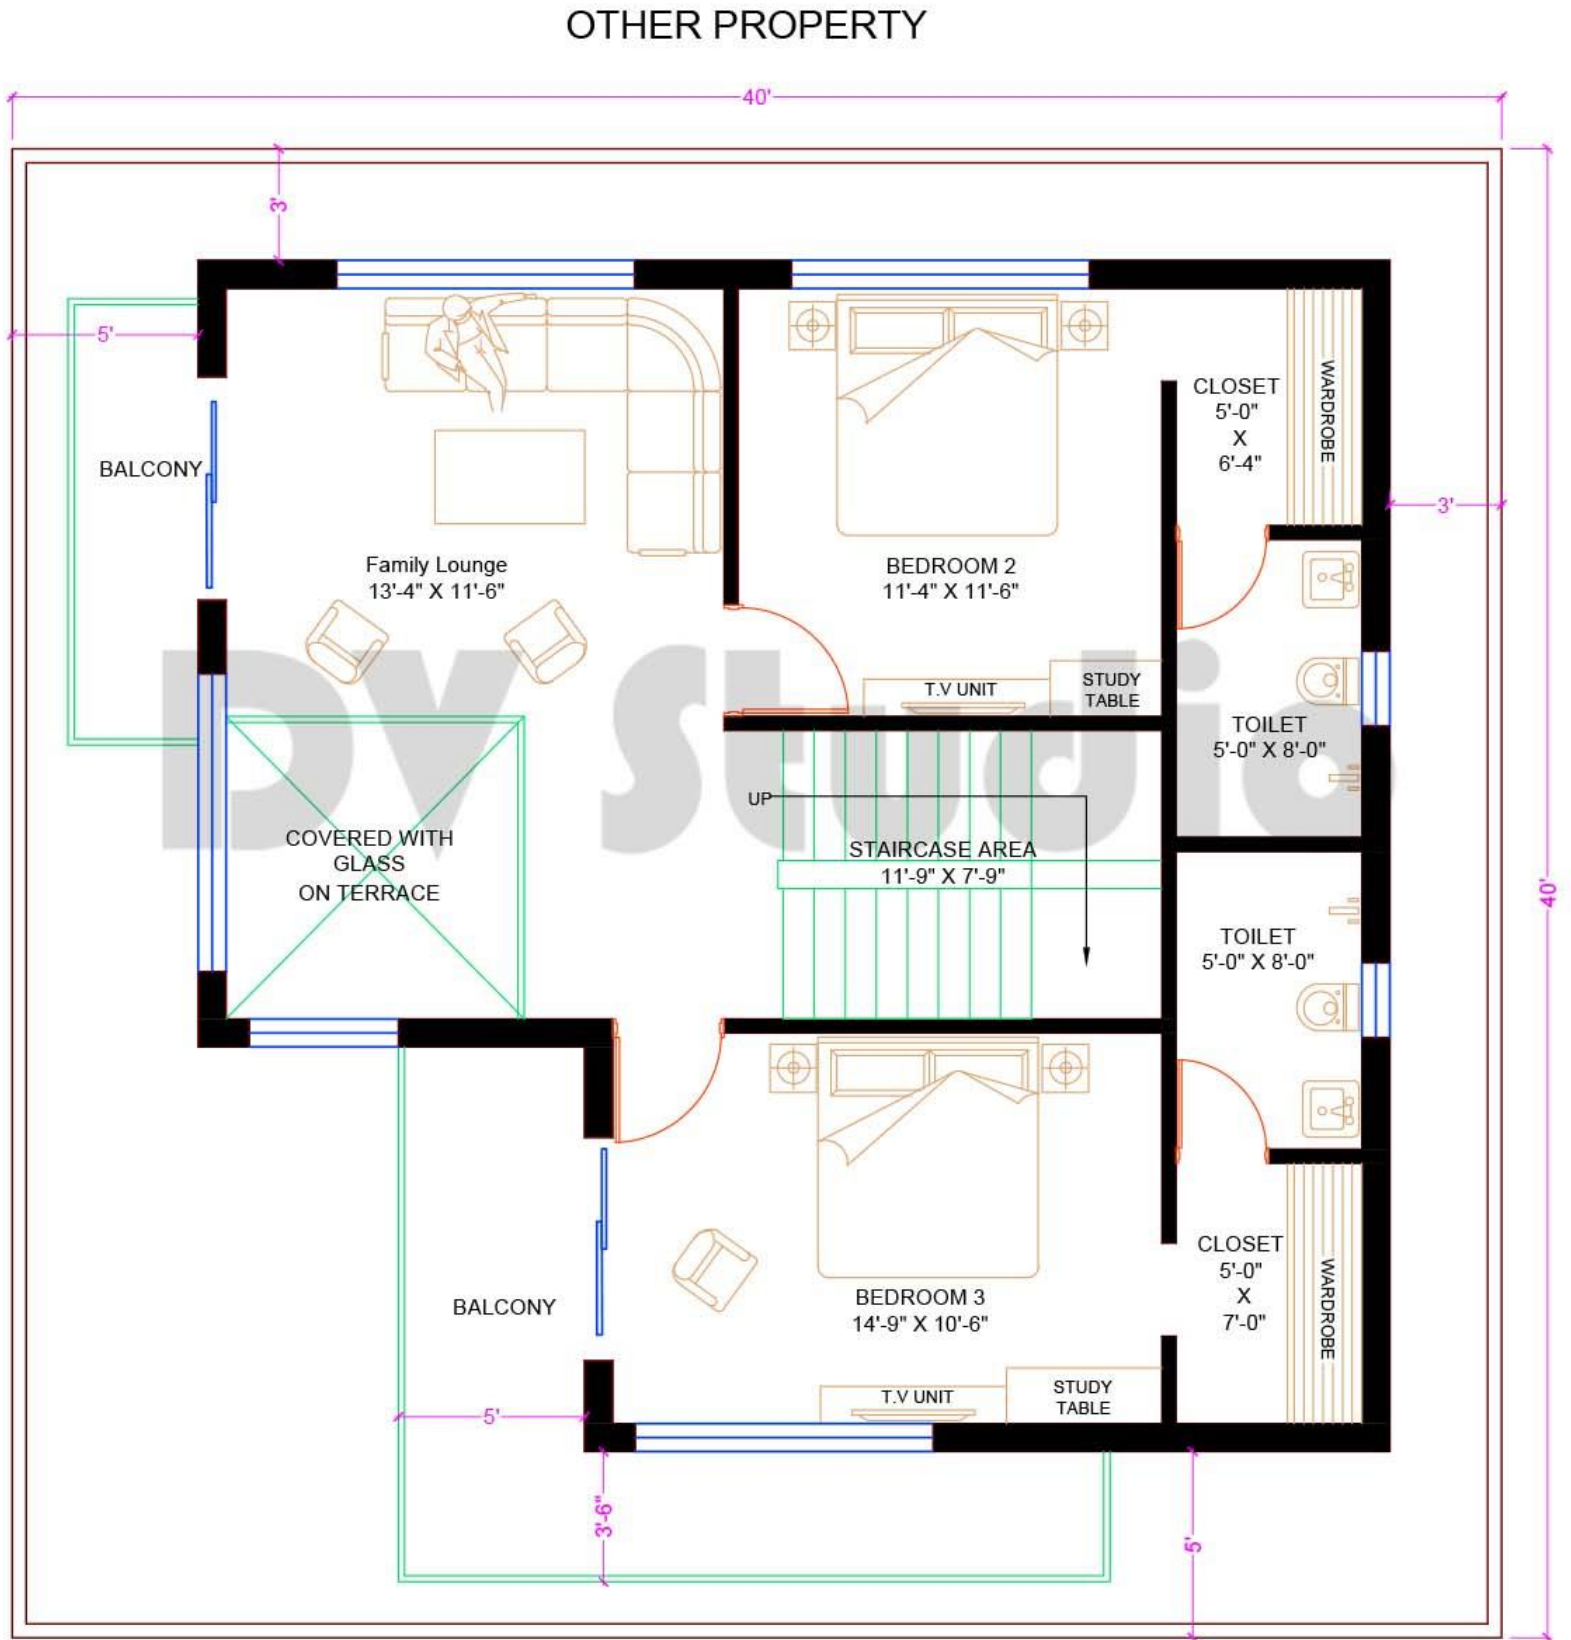 OTHER PROPERTY
40'
3'
5'
BALCONY
Family Lounge
13'-4" X 11'-6"
BEDROOM 2
11'-4" X 11'-6"
CLOSET
5'-0"
X
6'-4"
WARDROBE
3'
T.V UNIT
STUDY
TABLE
TOILET
5'-0" X 8'-0"
DV Studio
UP
COVERED WITH
GLASS
ON TERRACE
STAIRCASE AREA
11'-9" X 7'-9"
40'
TOILET
5'-0" X 8'-0"
BALCONY
BEDROOM 3
14'-9" X 10'-6"
CLOSET
5'-0"
X
7'-0"
WARDROBE
T.V UNIT
STUDY
TABLE
5'
3'-6"
5'